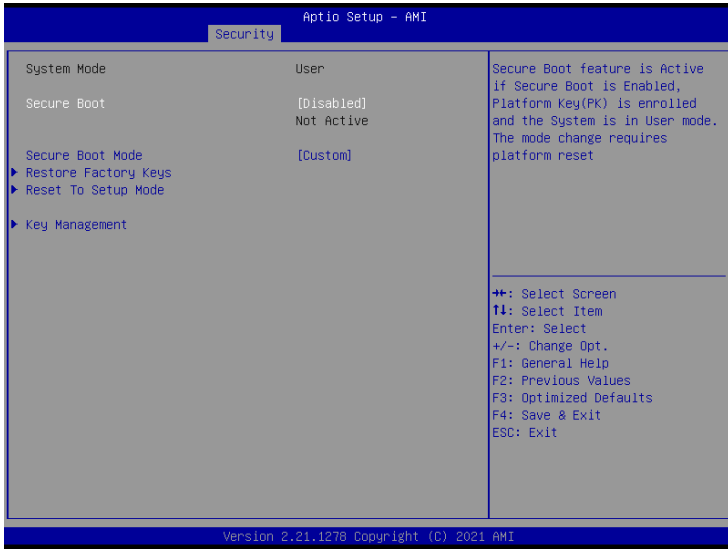 Aptio Setup – AMI
Security
System Mode User
Secure Boot [Disabled]
Not Active
Secure Boot Mode [Custom]
Restore Factory Keys
Reset To Setup Mode
Key Management
Secure Boot feature is Active
if Secure Boot is Enabled,
Platform Key(PK) is enrolled
and the System is in User mode.
The mode change requires
platform reset
→←: Select Screen
↑↓: Select Item
Enter: Select
+/-: Change Opt.
F1: General Help
F2: Previous Values
F3: Optimized Defaults
F4: Save & Exit
ESC: Exit
Version 2.21.1278 Copyright (C) 2021 AMI